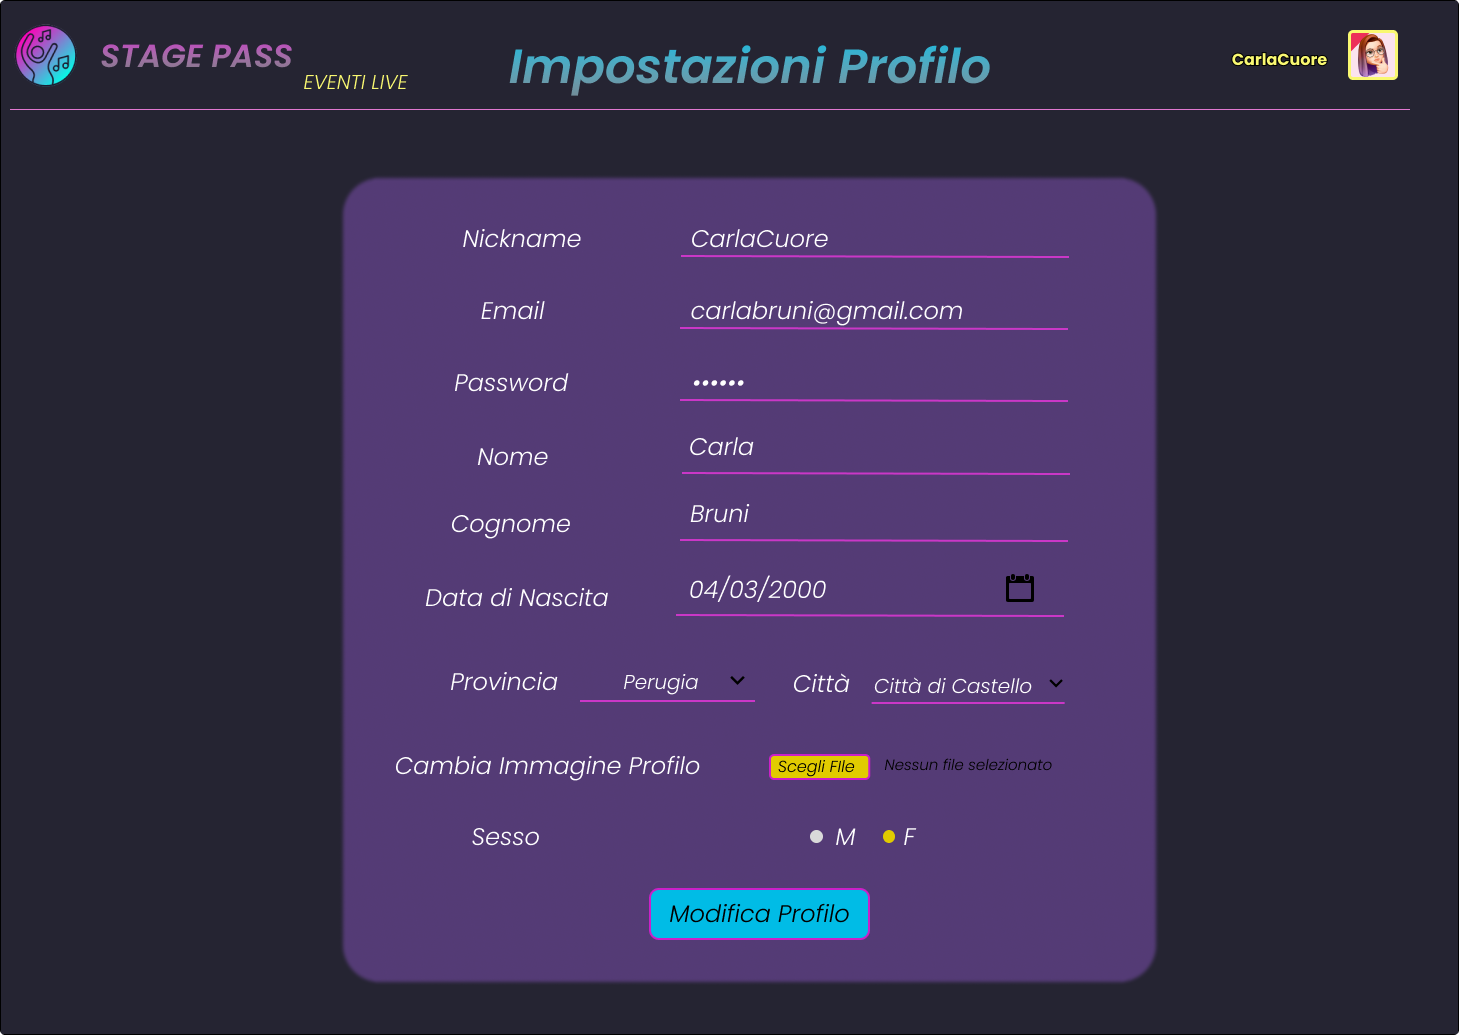 STAGE PASS
EVENTI LIVE
Impostazioni Profilo
CarlaCuore
Nickname CarlaCuore
Email carlabruni@gmail.com
Password ••••••
Nome Carla
Cognome Bruni
Data di Nascita 04/03/2000
Provincia Perugia Città Città di Castello
Cambia Immagine Profilo Scegli FIle Nessun file selezionato
Sesso M F
Modifica Profilo